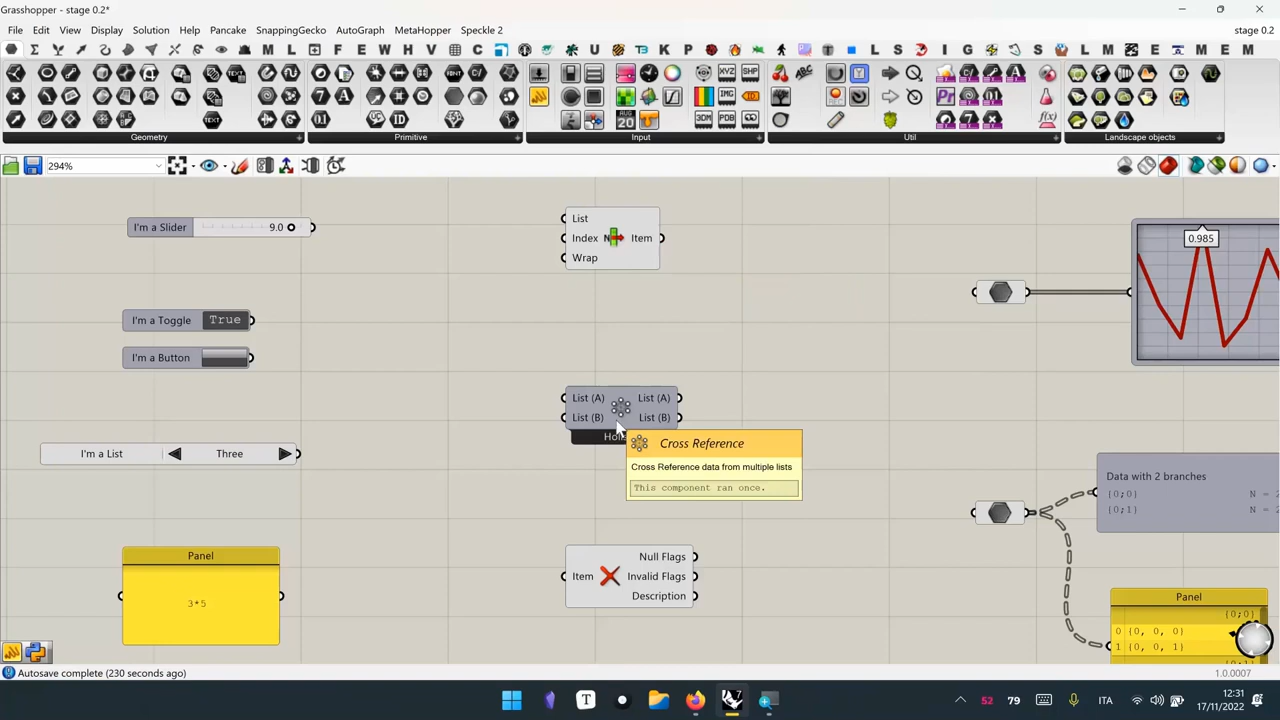 Grasshopper - stage 0.2*
File Edit View Display Solution Help Pancake SnappingGecko AutoGraph MetaHopper Speckle 2
stage 0.2
Geometry Primitive Input Util Landscape objects
294%
I'm a Slider 9.0
List
Index Item
Wrap
0.985
I'm a Toggle True
I'm a Button
List (A) List (A)
List (B) List (B)
Cross Reference
Cross Reference data from multiple lists
This component ran once.
I'm a List Three
Data with 2 branches
{0;0} N = 2
{0;1} N = 2
Panel
3*5
Null Flags
Item Invalid Flags
Description
Panel
{0;0}
0 {0, 0, 0}
1 {0, 0, 1}
Autosave complete (230 seconds ago)
1.0.0007
52 79 ITA
12:31
17/11/2022